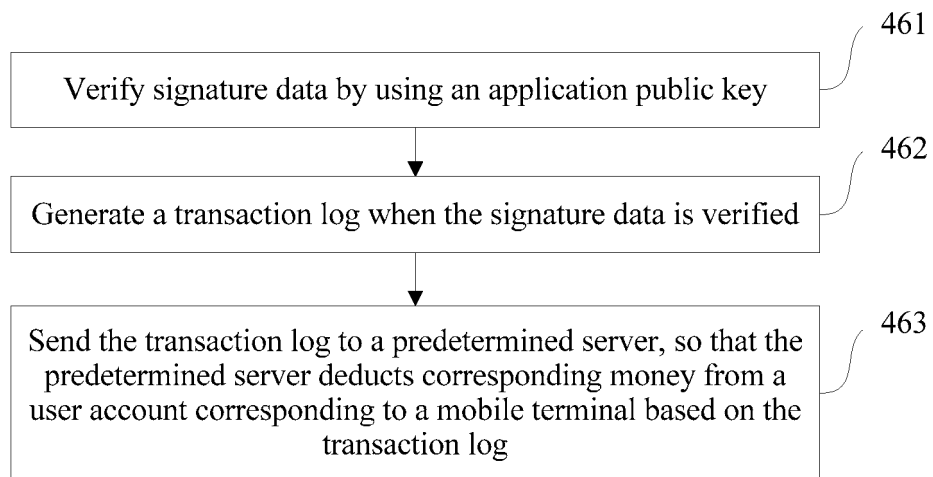 461
Verify signature data by using an application public key
462
Generate a transaction log when the signature data is verified
463
Send the transaction log to a predetermined server, so that the
predetermined server deducts corresponding money from a
user account corresponding to a mobile terminal based on the
transaction log